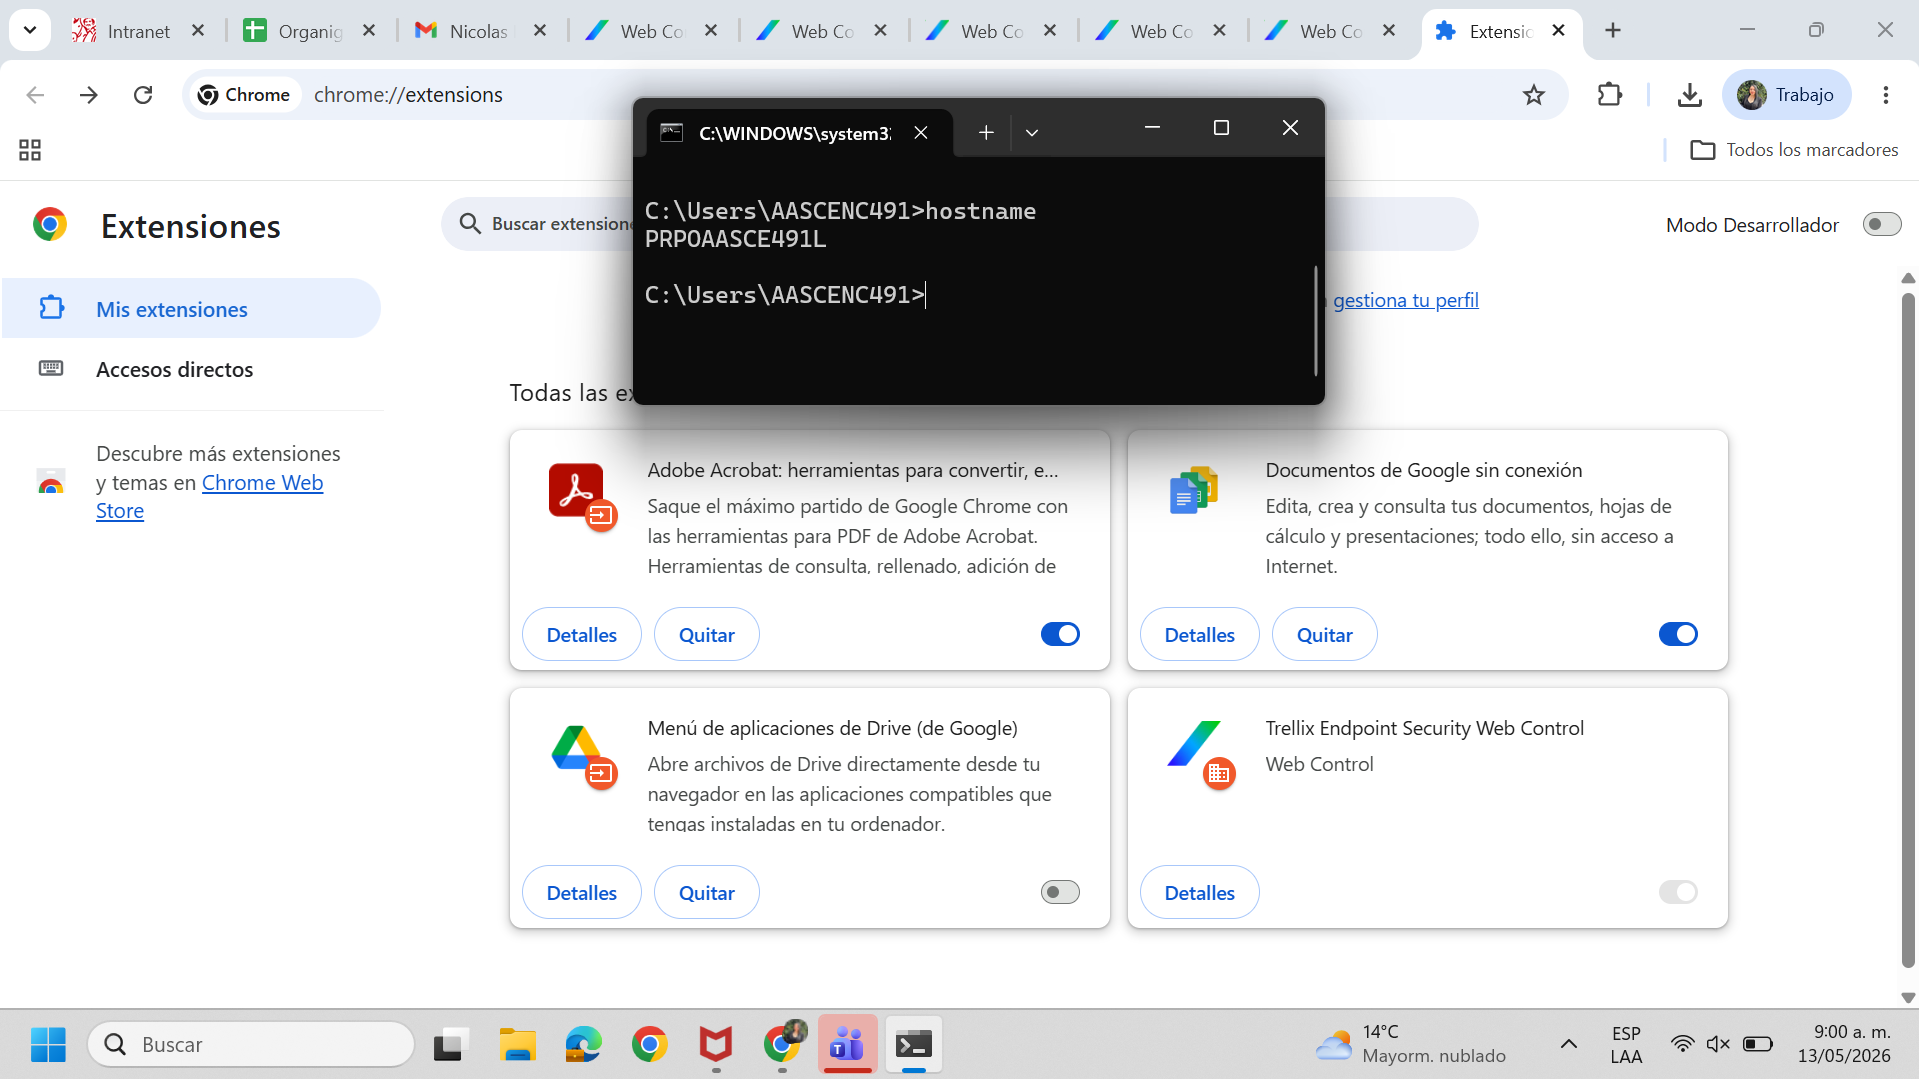 Intranet
Organig
Nicolas
Web Co
Web Co
Web Co
Web Co
Web Co
Extensio
Chrome
chrome://extensions
Trabajo
Todos los marcadores
C:\WINDOWS\system32
C:\Users\AASCENC491>hostname
PRPOAASCE491L
C:\Users\AASCENC491>
Extensiones
Buscar extensione
Modo Desarrollador
Mis extensiones
Accesos directos
Descubre más extensiones
y temas en Chrome Web
Store
gestiona tu perfil
Todas las ex
Adobe Acrobat: herramientas para convertir, e...
Saque el máximo partido de Google Chrome con
las herramientas para PDF de Adobe Acrobat.
Herramientas de consulta, rellenado, adición de
Detalles
Quitar
Documentos de Google sin conexión
Edita, crea y consulta tus documentos, hojas de
cálculo y presentaciones; todo ello, sin acceso a
Internet.
Detalles
Quitar
Menú de aplicaciones de Drive (de Google)
Abre archivos de Drive directamente desde tu
navegador en las aplicaciones compatibles que
tengas instaladas en tu ordenador.
Detalles
Quitar
Trellix Endpoint Security Web Control
Web Control
Detalles
Buscar
14°C
Mayorm. nublado
ESP
LAA
9:00 a. m.
13/05/2026